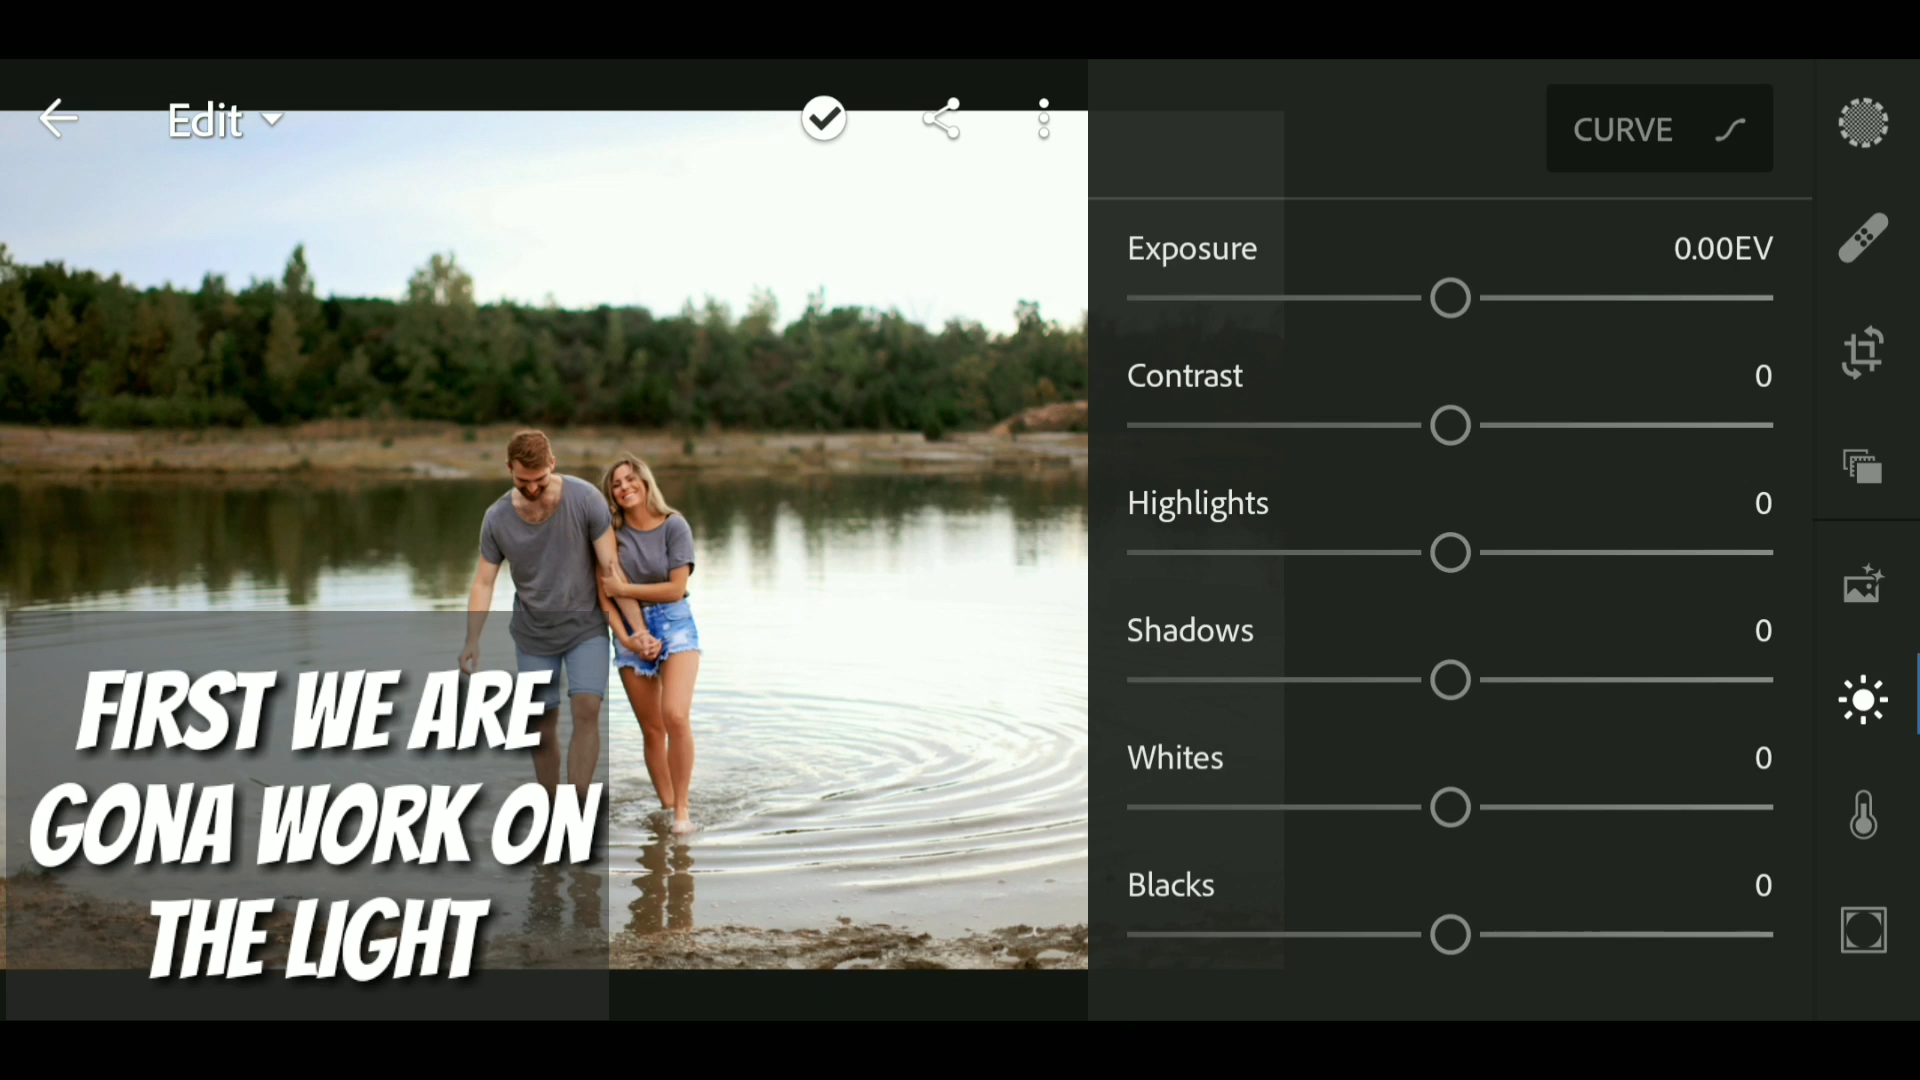 Edit
CURVE
Exposure 0.00EV
Contrast 0
Highlights 0
Shadows 0
Whites 0
Blacks 0
FIRST WE ARE
GONA WORK ON
THE LIGHT